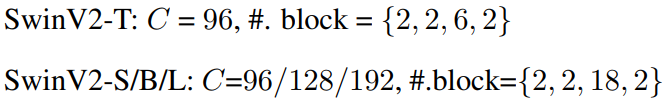 SwinV2-T: C = 96, #. block = {2, 2, 6, 2}
SwinV2-S/B/L: C=96/128/192, #.block={2, 2, 18, 2}